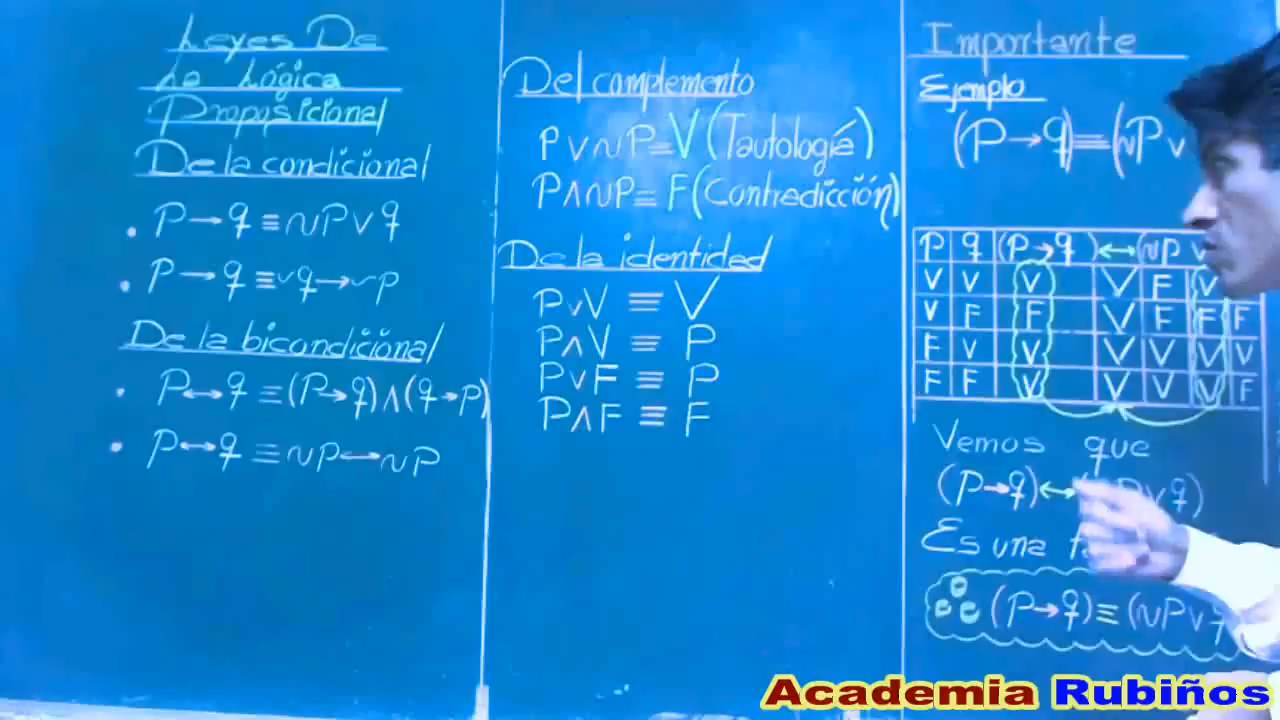 Leyes De
La Lógica
Proposicional
De la condicional
• P → q ≡ ~P ∨ q
• P → q ≡ ~q → ~p
De la bicondicional
• P ↔ q ≡ (P → q) ∧ (q → P)
• P ↔ q ≡ ~P ↔ ~P
Del complemento
P ∨ ~P = V (Tautología)
P ∧ ~P = F (Contradicción)
De la identidad
P ∨ V ≡ V
P ∧ V ≡ P
P ∨ F ≡ P
P ∧ F ≡ F
Importante
Ejemplo
(P → q) ≡ (~P ∨
P q (P → q) ↔ (~P ∨
V V V V F V
V F F V F F F
F V V V V V V
F F V V V V F
Vemos que
(P → q) ↔ P ∨ q)
Es una
∴ (P → q) ≡ (~P ∨ q
Academia Rubiños